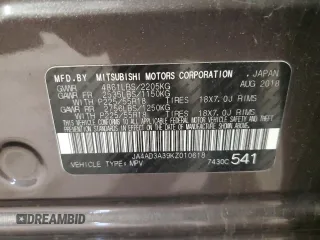 MFD.BY MITSUBISHI MOTORS CORPORATION, JAPAN
GVWR 4861LBS/2205KG AUG 2018
GAWR FR 2536LBS/1150KG
WITH P225/55R18 TIRES 18X7.0J RIMS
GAWR RR 2756LBS/1250KG
WITH P225/55R18 TIRES 18X7.0J RIMS
JA4AD3A39KZ010618
VEHICLE TYPE: MPV 7430C 541
DREAMBID